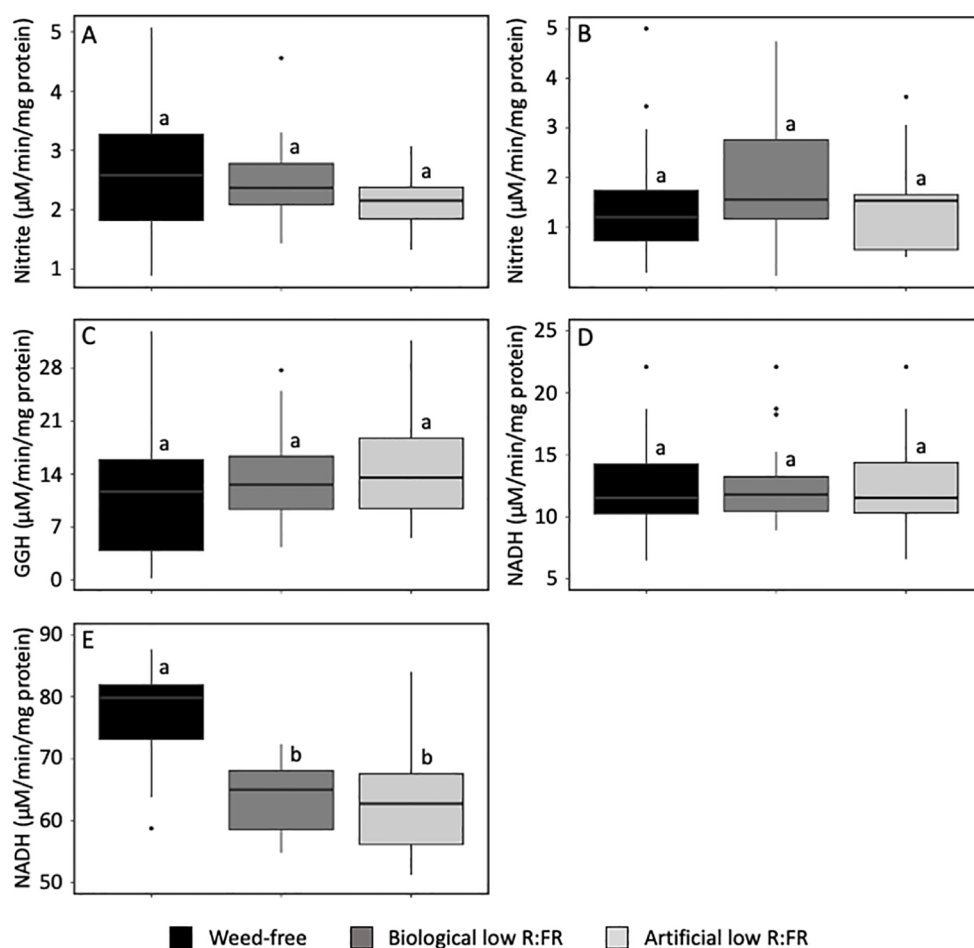 A
Nitrite (µM/min/mg protein)
5
4
3
2
1
a
a
a
B
Nitrite (µM/min/mg protein)
5
4
3
2
1
a
a
a
C
GGH (µM/min/mg protein)
28
21
14
7
0
a
a
a
D
NADH (µM/min/mg protein)
25
20
15
10
5
a
a
a
E
NADH (µM/min/mg protein)
90
80
70
60
50
a
b
b
Weed-free Biological low R:FR Artificial low R:FR